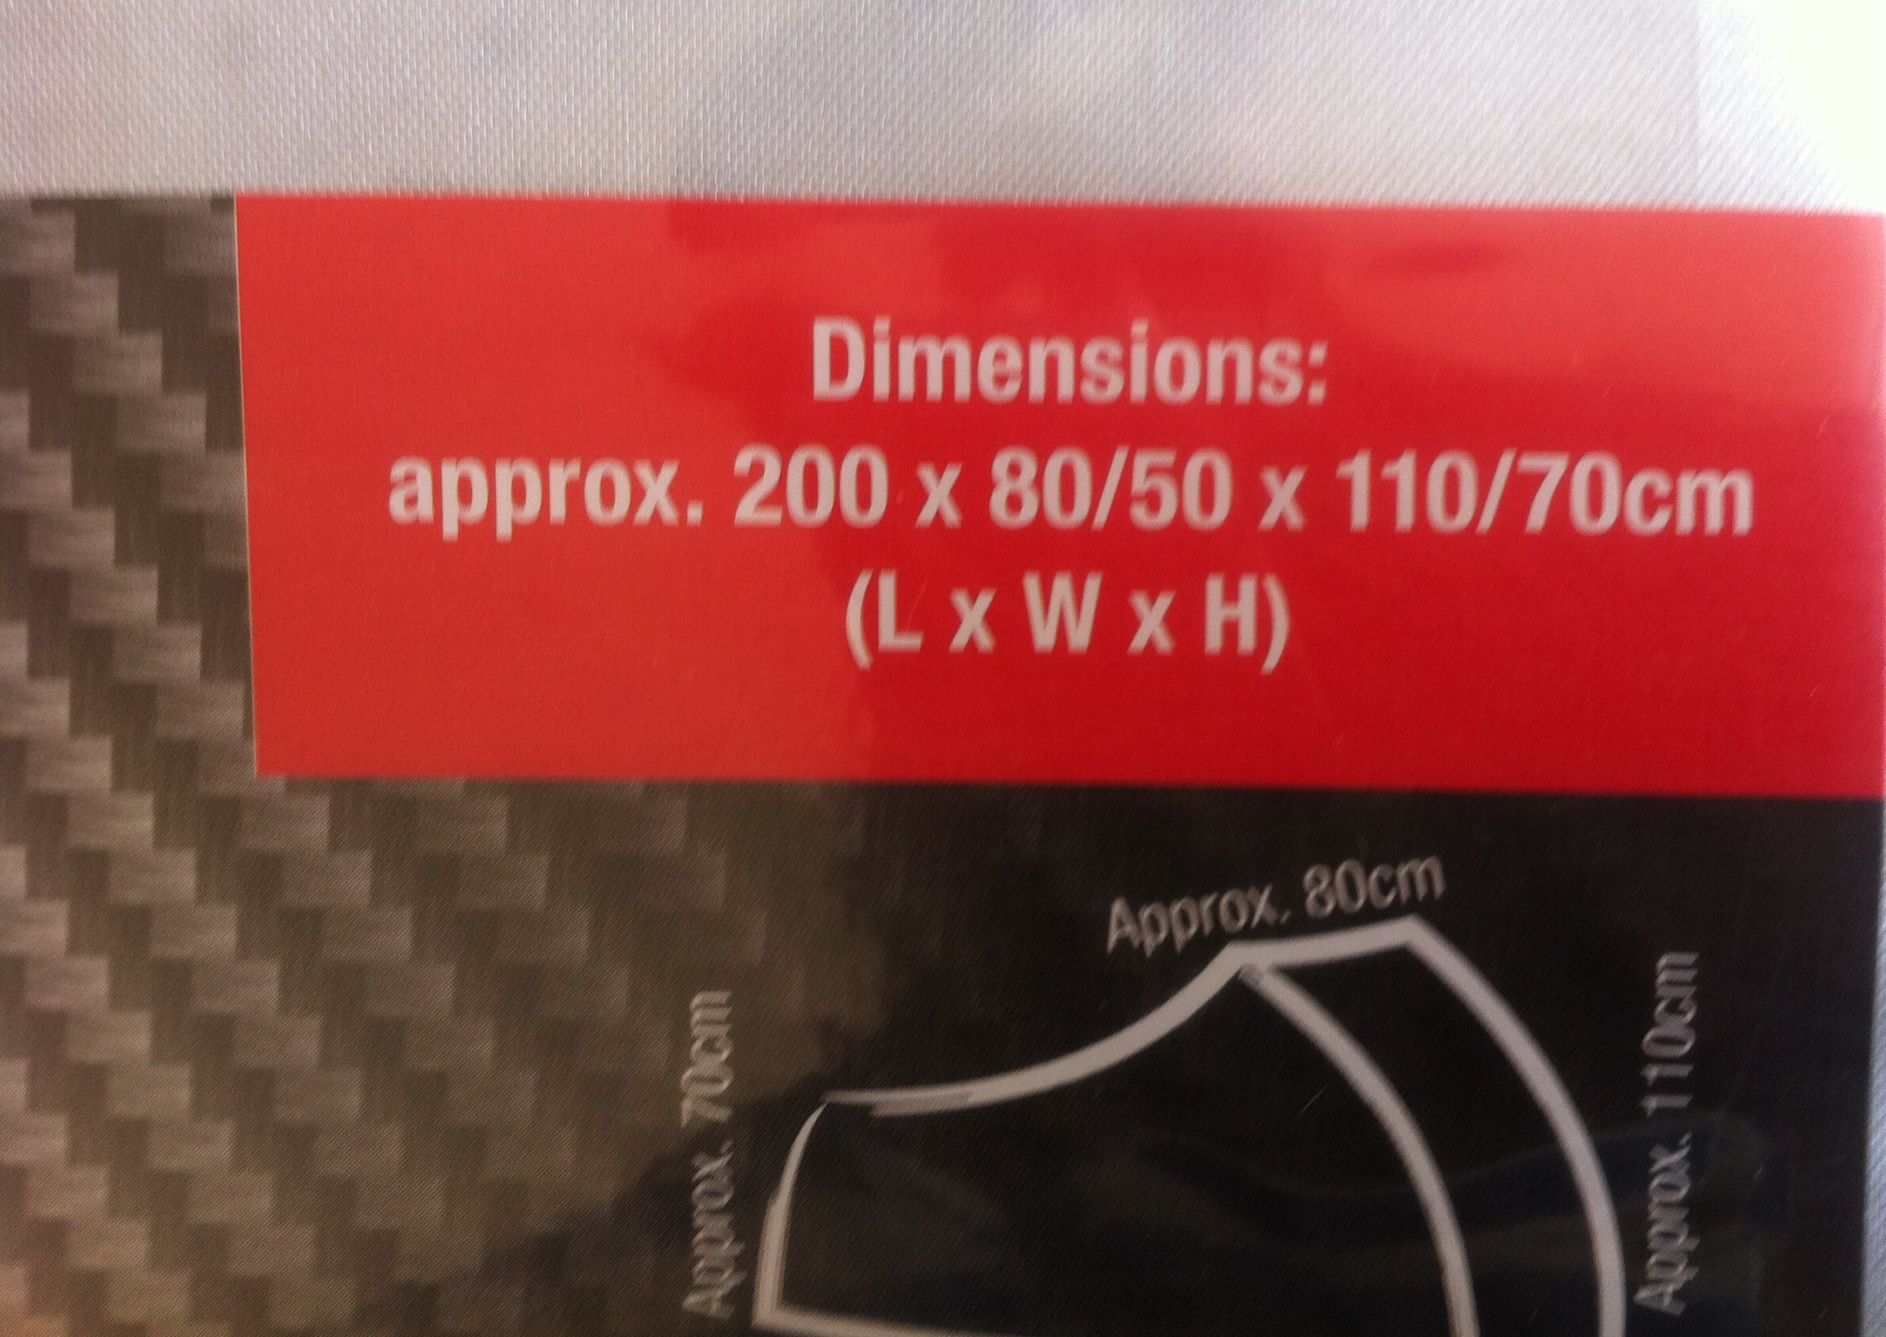 Dimensions:
approx. 200 x 80/50 x 110/70cm
(L x W x H)
Approx. 80cm
Approx. 70cm
Approx. 110cm